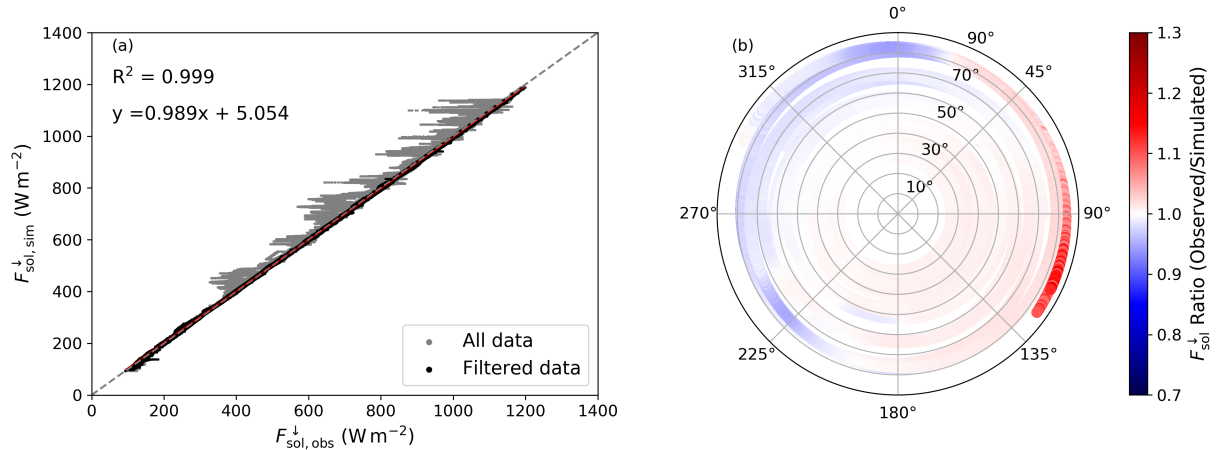 (a)
R² = 0.999
y =0.989x + 5.054
1400
1200
1000
800
600
400
200
0
0 200 400 600 800 1000 1200 1400
F↓sol,sim (W m−2)
F↓sol,obs (W m−2)
All data
Filtered data
(b)
0°
45°
90°
135°
180°
225°
270°
315°
90°
70°
50°
30°
10°
1.3
1.2
1.1
1.0
0.9
0.8
0.7
F↓sol Ratio (Observed/Simulated)